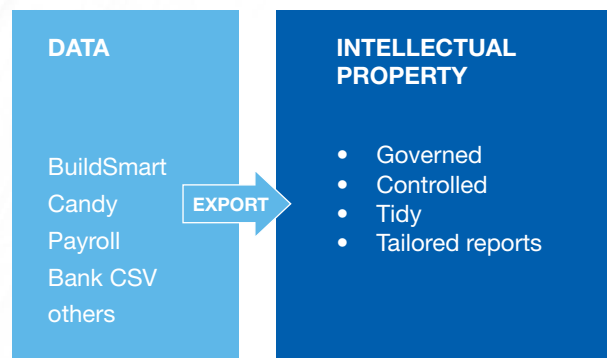 DATA
BuildSmart
Candy
Payroll
Bank CSV
others
EXPORT
INTELLECTUAL
PROPERTY
• Governed
• Controlled
• Tidy
• Tailored reports